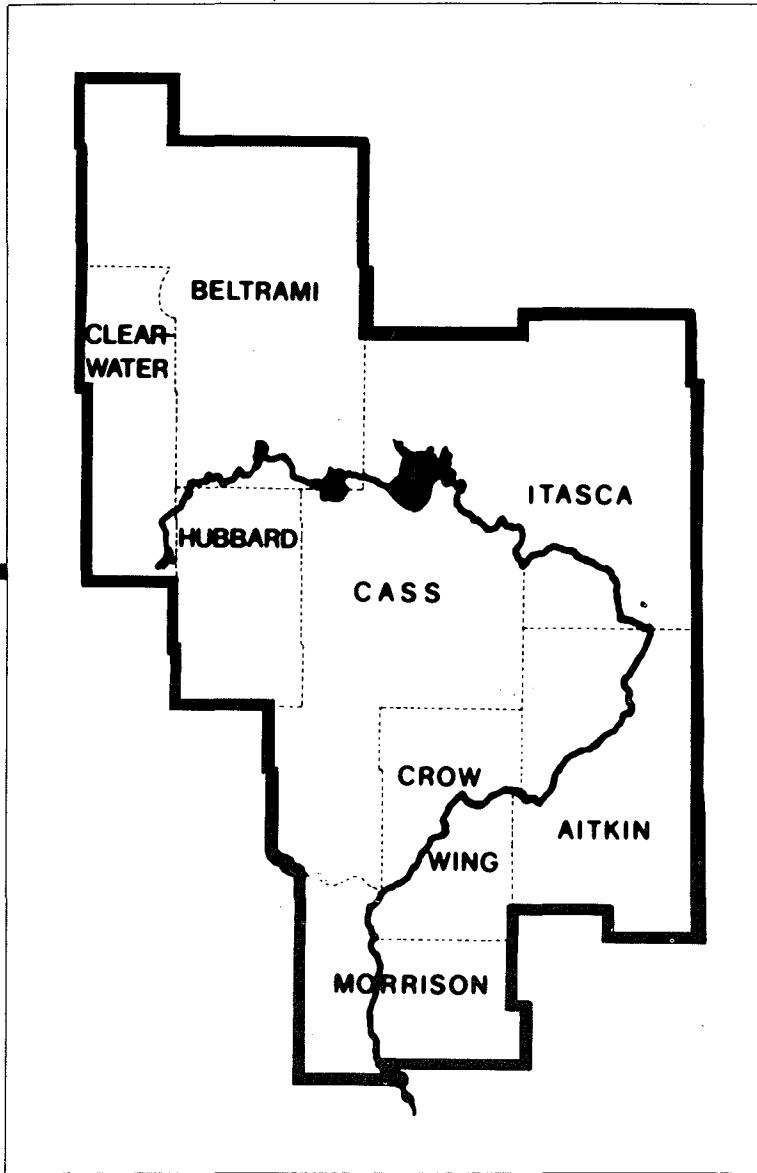 BELTRAMI
CLEAR-
WATER
ITASCA
HUBBARD
CASS
CROW
WING
AITKIN
MORRISON